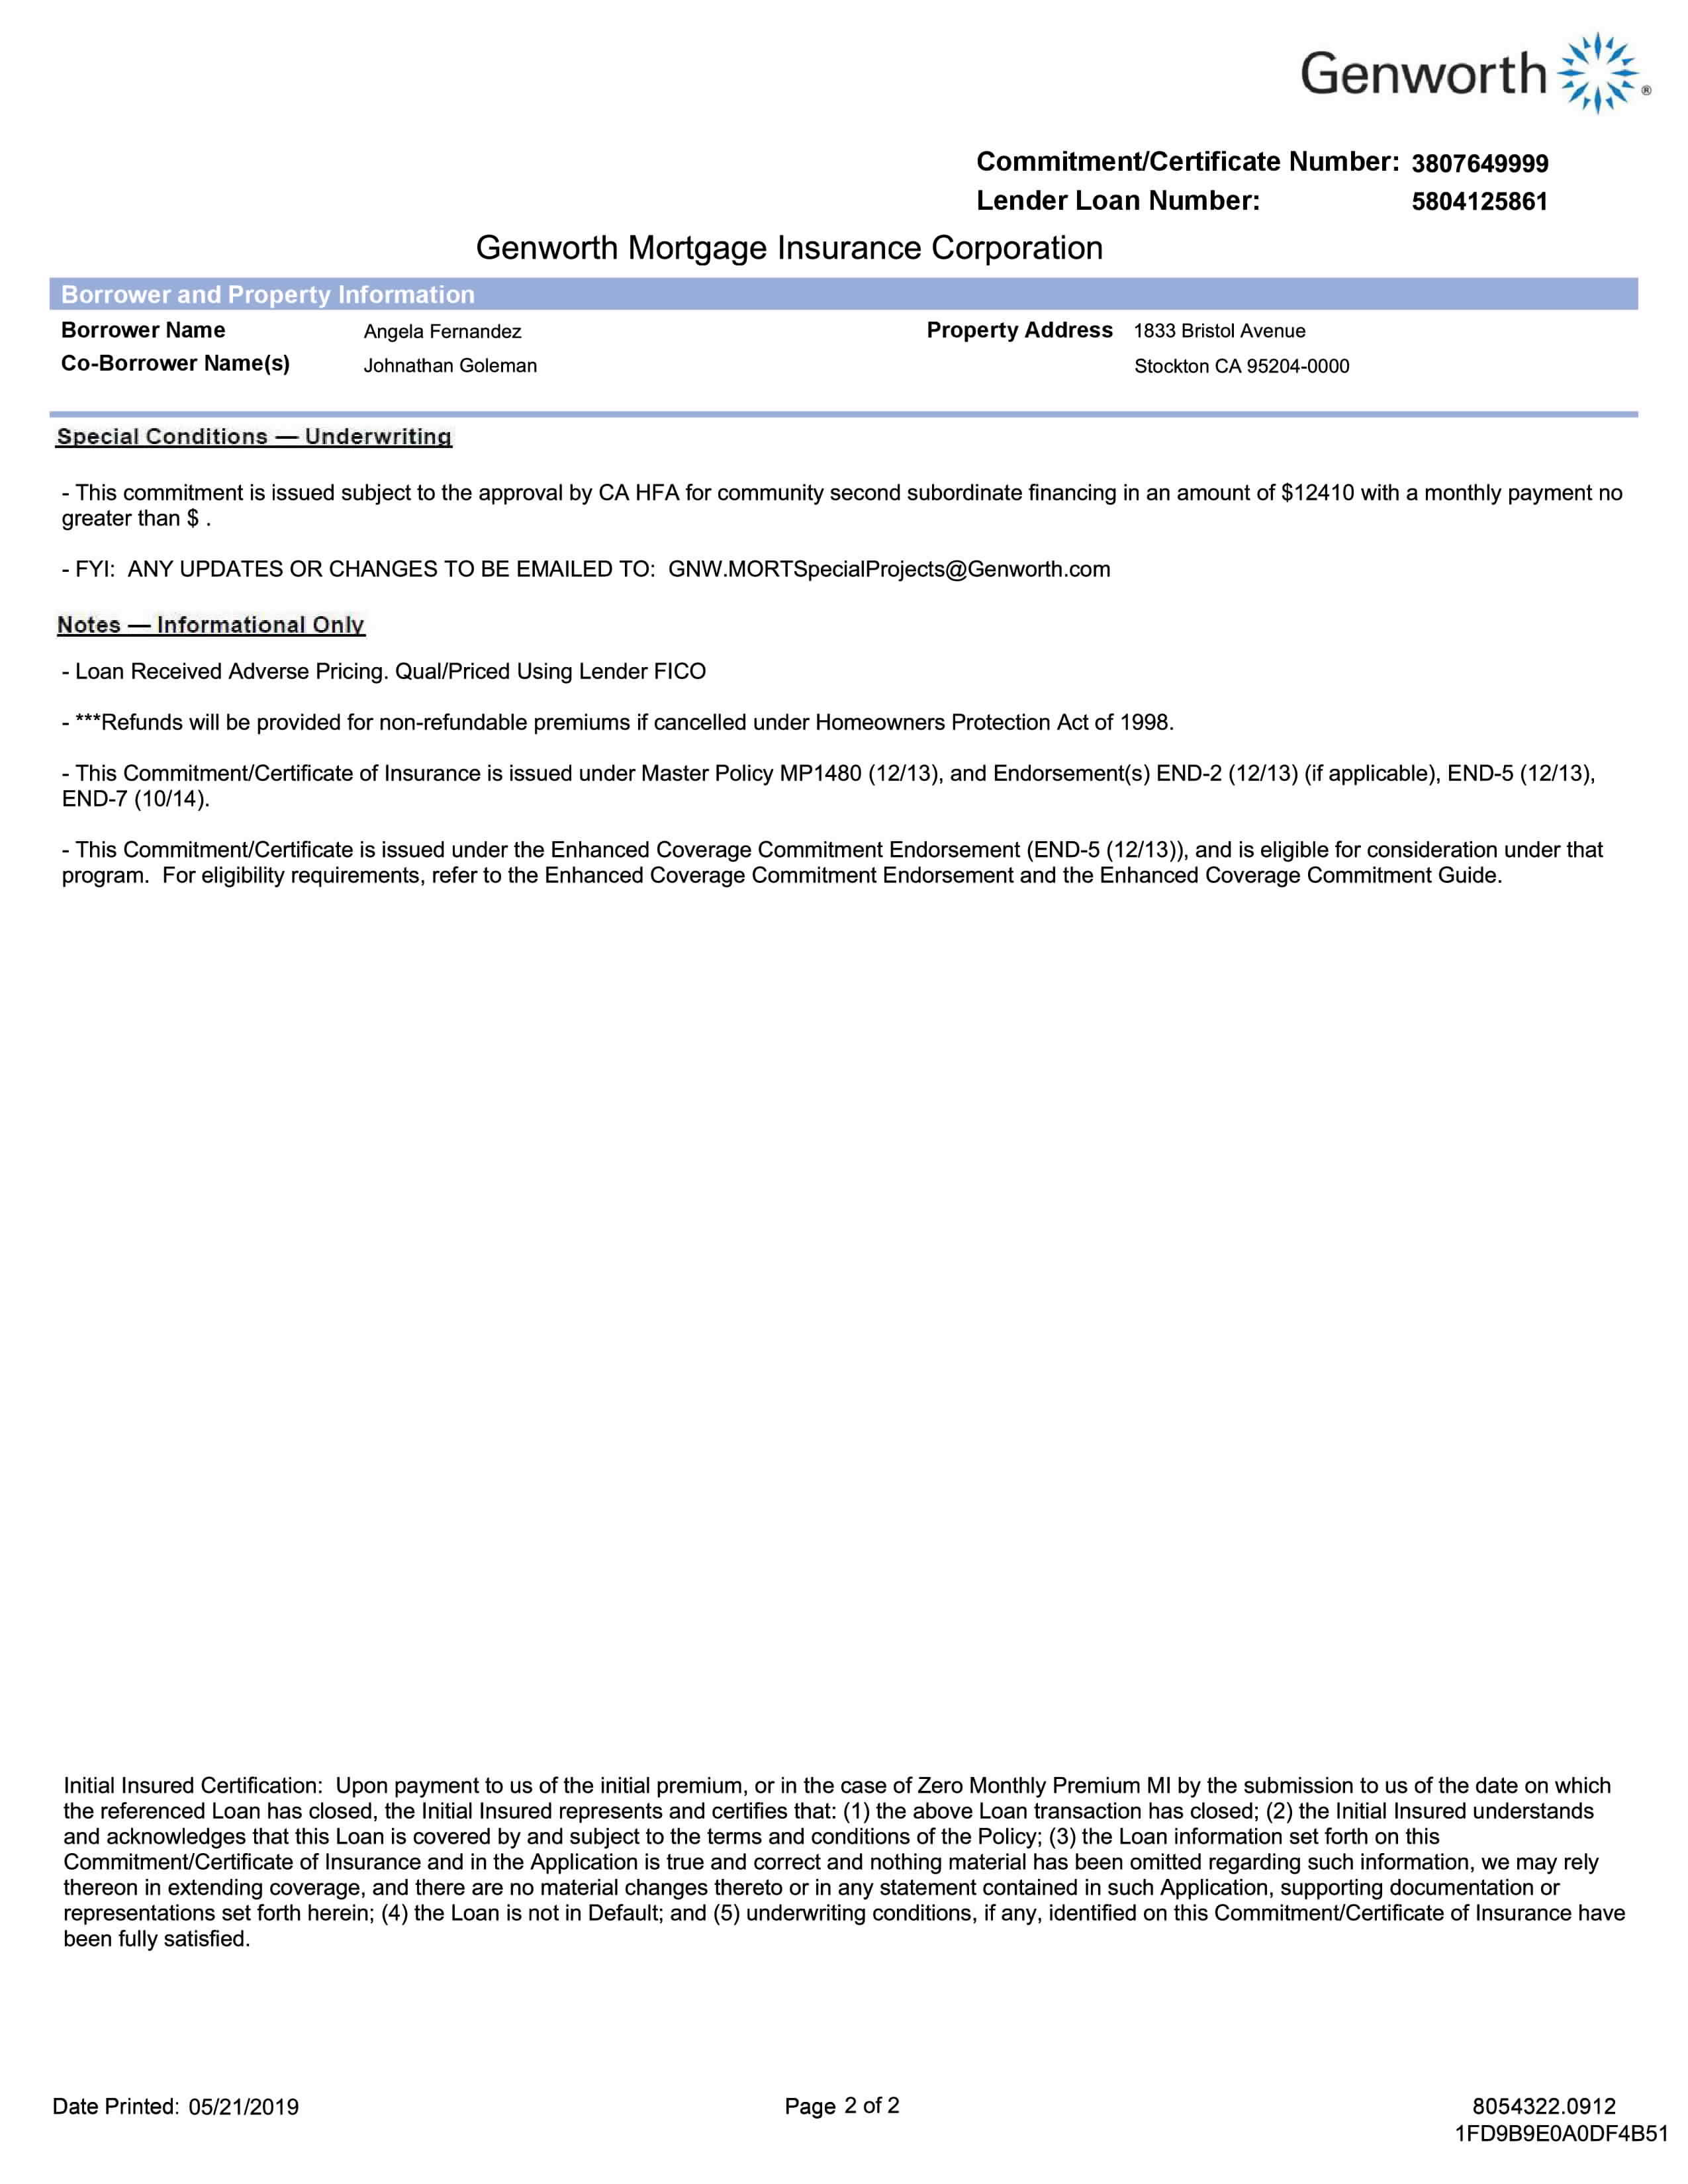 Genworth ®
Commitment/Certificate Number: 3807649999
Lender Loan Number: 5804125861
Genworth Mortgage Insurance Corporation
Borrower and Property Information
Borrower Name Angela Fernandez Property Address 1833 Bristol Avenue
Co-Borrower Name(s) Johnathan Goleman Stockton CA 95204-0000
Special Conditions — Underwriting
- This commitment is issued subject to the approval by CA HFA for community second subordinate financing in an amount of $12410 with a monthly payment no
greater than $ .
- FYI: ANY UPDATES OR CHANGES TO BE EMAILED TO: GNW.MORTSpecialProjects@Genworth.com
Notes — Informational Only
- Loan Received Adverse Pricing. Qual/Priced Using Lender FICO
- ***Refunds will be provided for non-refundable premiums if cancelled under Homeowners Protection Act of 1998.
- This Commitment/Certificate of Insurance is issued under Master Policy MP1480 (12/13), and Endorsement(s) END-2 (12/13) (if applicable), END-5 (12/13),
END-7 (10/14).
- This Commitment/Certificate is issued under the Enhanced Coverage Commitment Endorsement (END-5 (12/13)), and is eligible for consideration under that
program. For eligibility requirements, refer to the Enhanced Coverage Commitment Endorsement and the Enhanced Coverage Commitment Guide.
Initial Insured Certification: Upon payment to us of the initial premium, or in the case of Zero Monthly Premium MI by the submission to us of the date on which
the referenced Loan has closed, the Initial Insured represents and certifies that: (1) the above Loan transaction has closed; (2) the Initial Insured understands
and acknowledges that this Loan is covered by and subject to the terms and conditions of the Policy; (3) the Loan information set forth on this
Commitment/Certificate of Insurance and in the Application is true and correct and nothing material has been omitted regarding such information, we may rely
thereon in extending coverage, and there are no material changes thereto or in any statement contained in such Application, supporting documentation or
representations set forth herein; (4) the Loan is not in Default; and (5) underwriting conditions, if any, identified on this Commitment/Certificate of Insurance have
been fully satisfied.
Date Printed: 05/21/2019 Page 2 of 2 8054322.0912
1FD9B9E0A0DF4B51